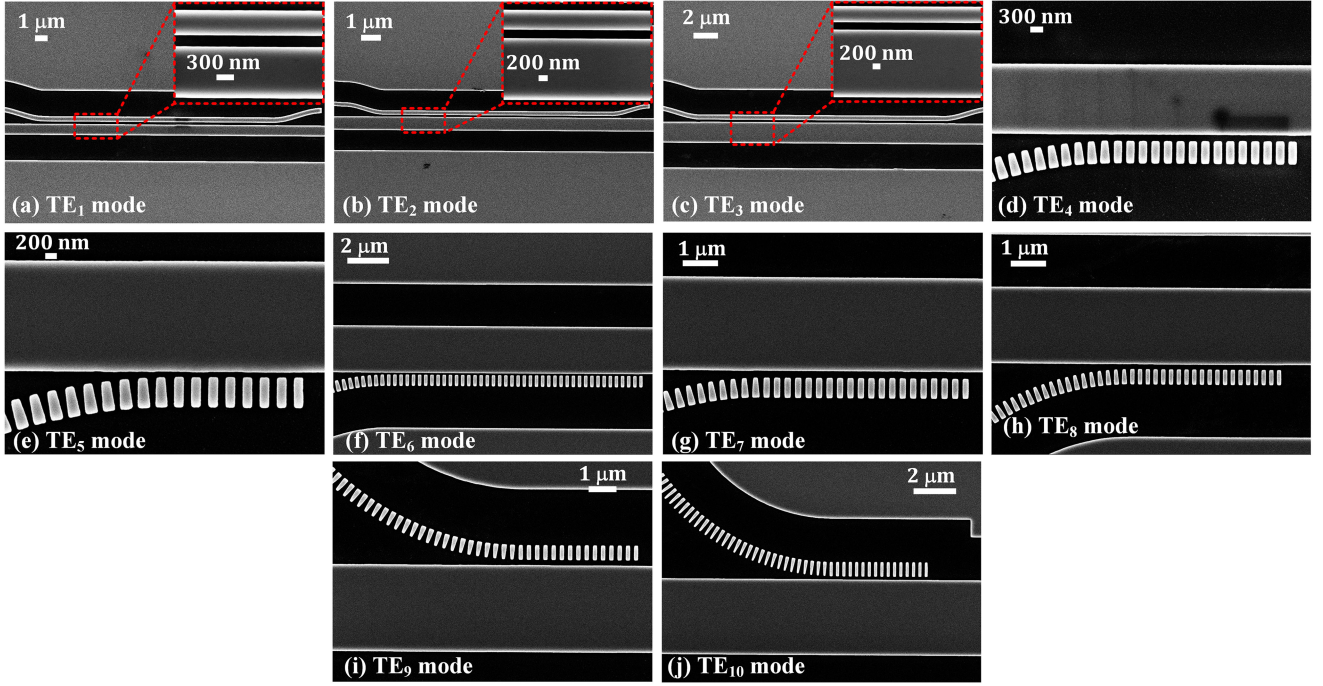 1 μm
300 nm
(a) TE₁ mode
1 μm
200 nm
(b) TE₂ mode
2 μm
200 nm
(c) TE₃ mode
300 nm
(d) TE₄ mode
200 nm
(e) TE₅ mode
2 μm
(f) TE₆ mode
1 μm
(g) TE₇ mode
1 μm
(h) TE₈ mode
1 μm
(i) TE₉ mode
2 μm
(j) TE₁₀ mode